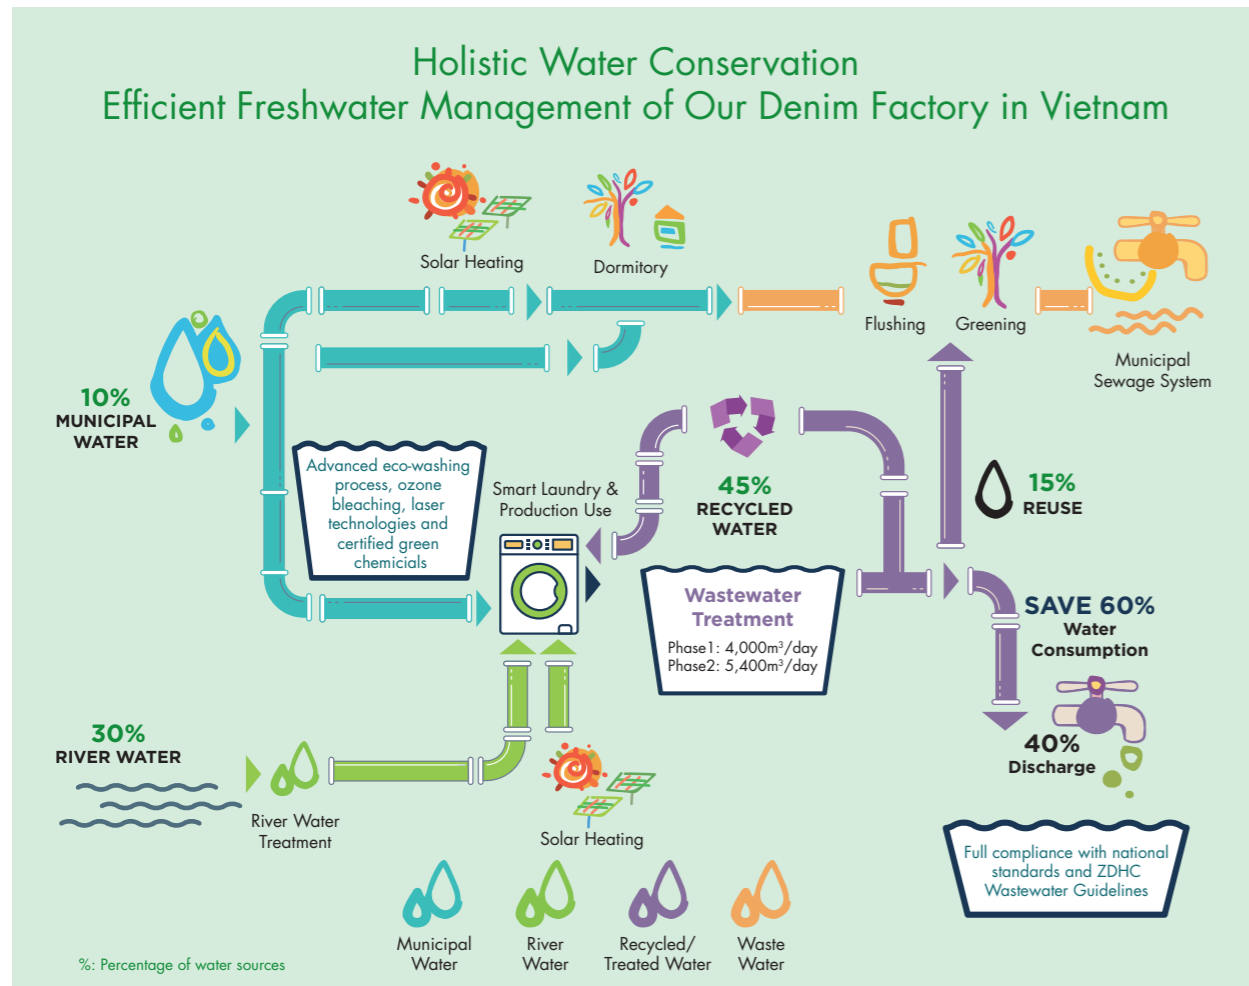 Holistic Water Conservation
Efficient Freshwater Management of Our Denim Factory in Vietnam
Solar Heating
Dormitory
Flushing
Greening
Municipal
Sewage System
10%
MUNICIPAL
WATER
Advanced eco-washing
process, ozone
bleaching, laser
technologies and
certified green
chemicials
Smart Laundry &
Production Use
45%
RECYCLED
WATER
15%
REUSE
Wastewater
Treatment
Phase1: 4,000m³/day
Phase2: 5,400m³/day
SAVE 60%
Water
Consumption
40%
Discharge
30%
RIVER WATER
River Water
Treatment
Solar Heating
Full compliance with national
standards and ZDHC
Wastewater Guidelines
Municipal
Water
River
Water
Recycled/
Treated Water
Waste
Water
%: Percentage of water sources